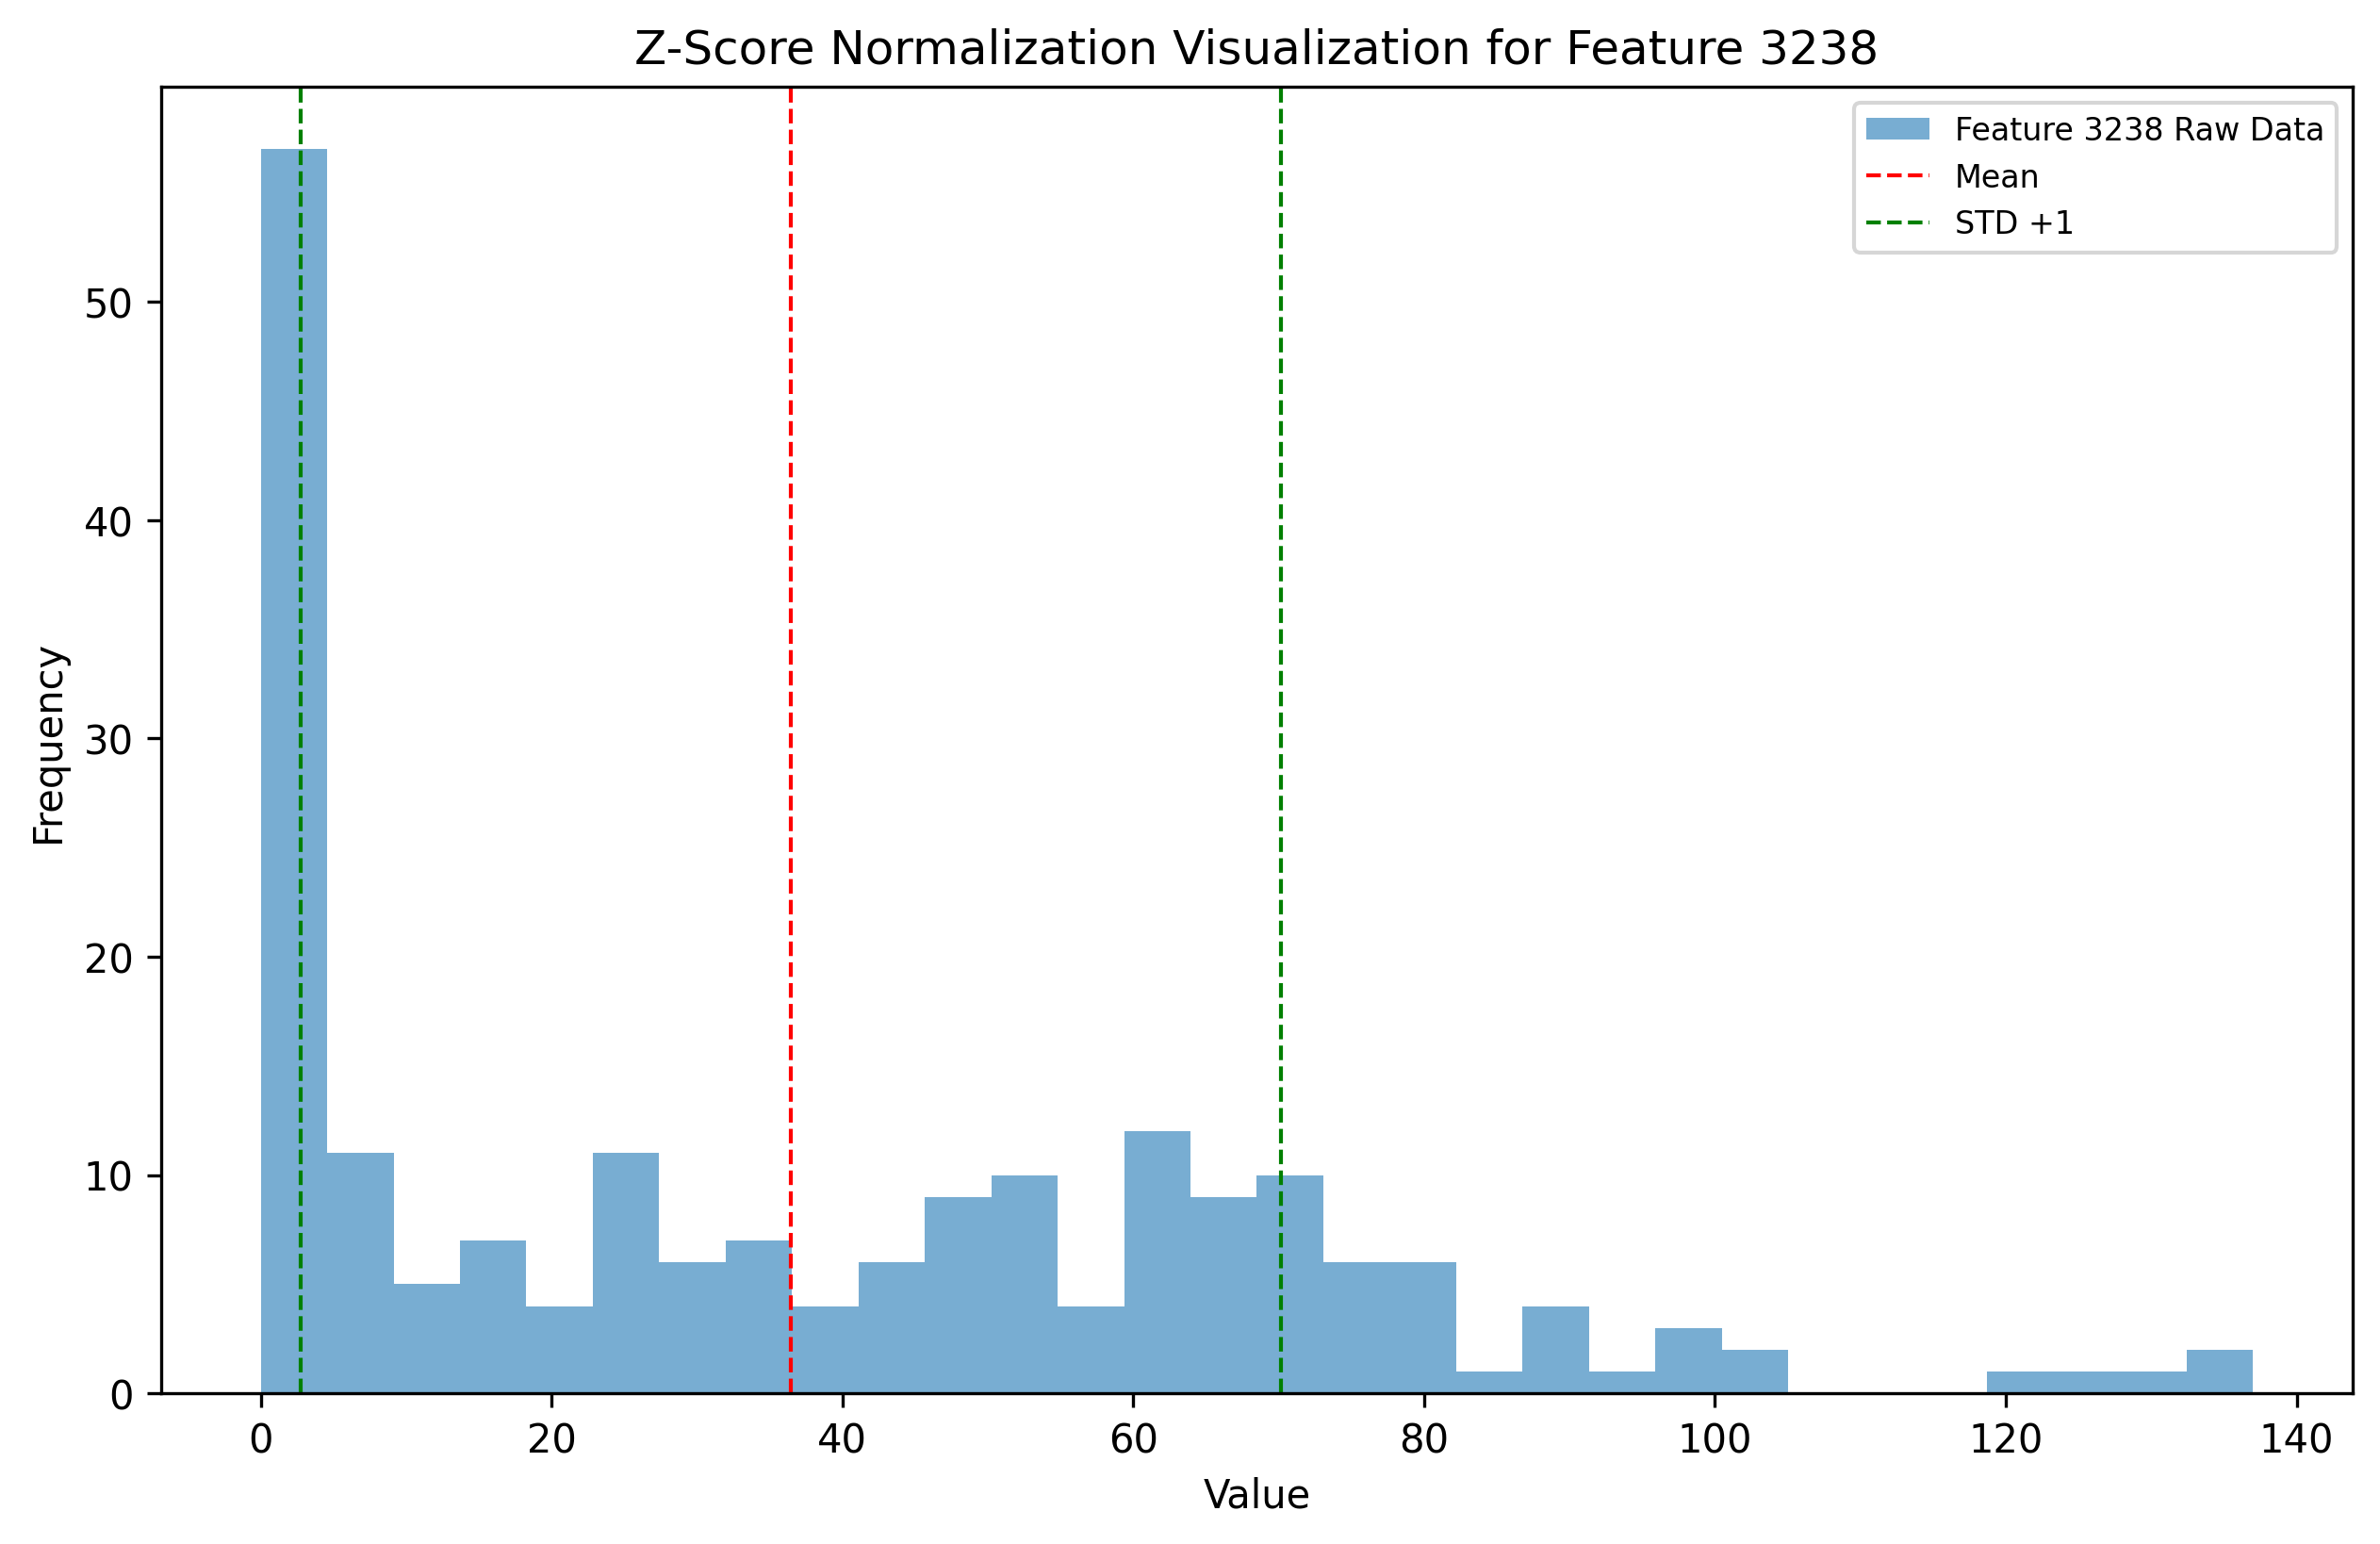 Z-Score Normalization Visualization for Feature 3238
Feature 3238 Raw Data
Mean
STD +1
Frequency
50
40
30
20
10
0
0 20 40 60 80 100 120 140
Value